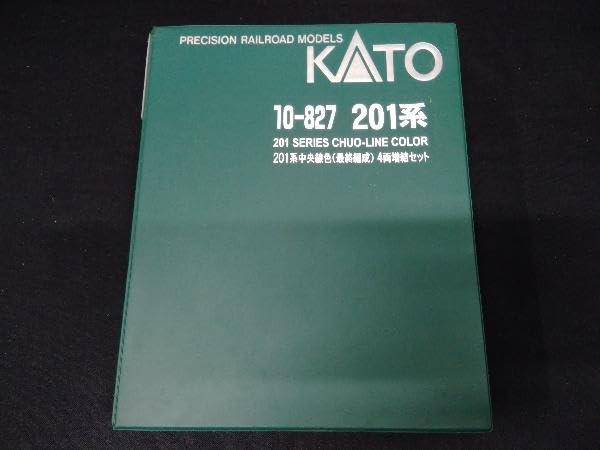 PRECISION RAILROAD MODELS
KATO
10-827 201系
201 SERIES CHUO-LINE COLOR
201系中央線色(最終編成) 4両増結セット